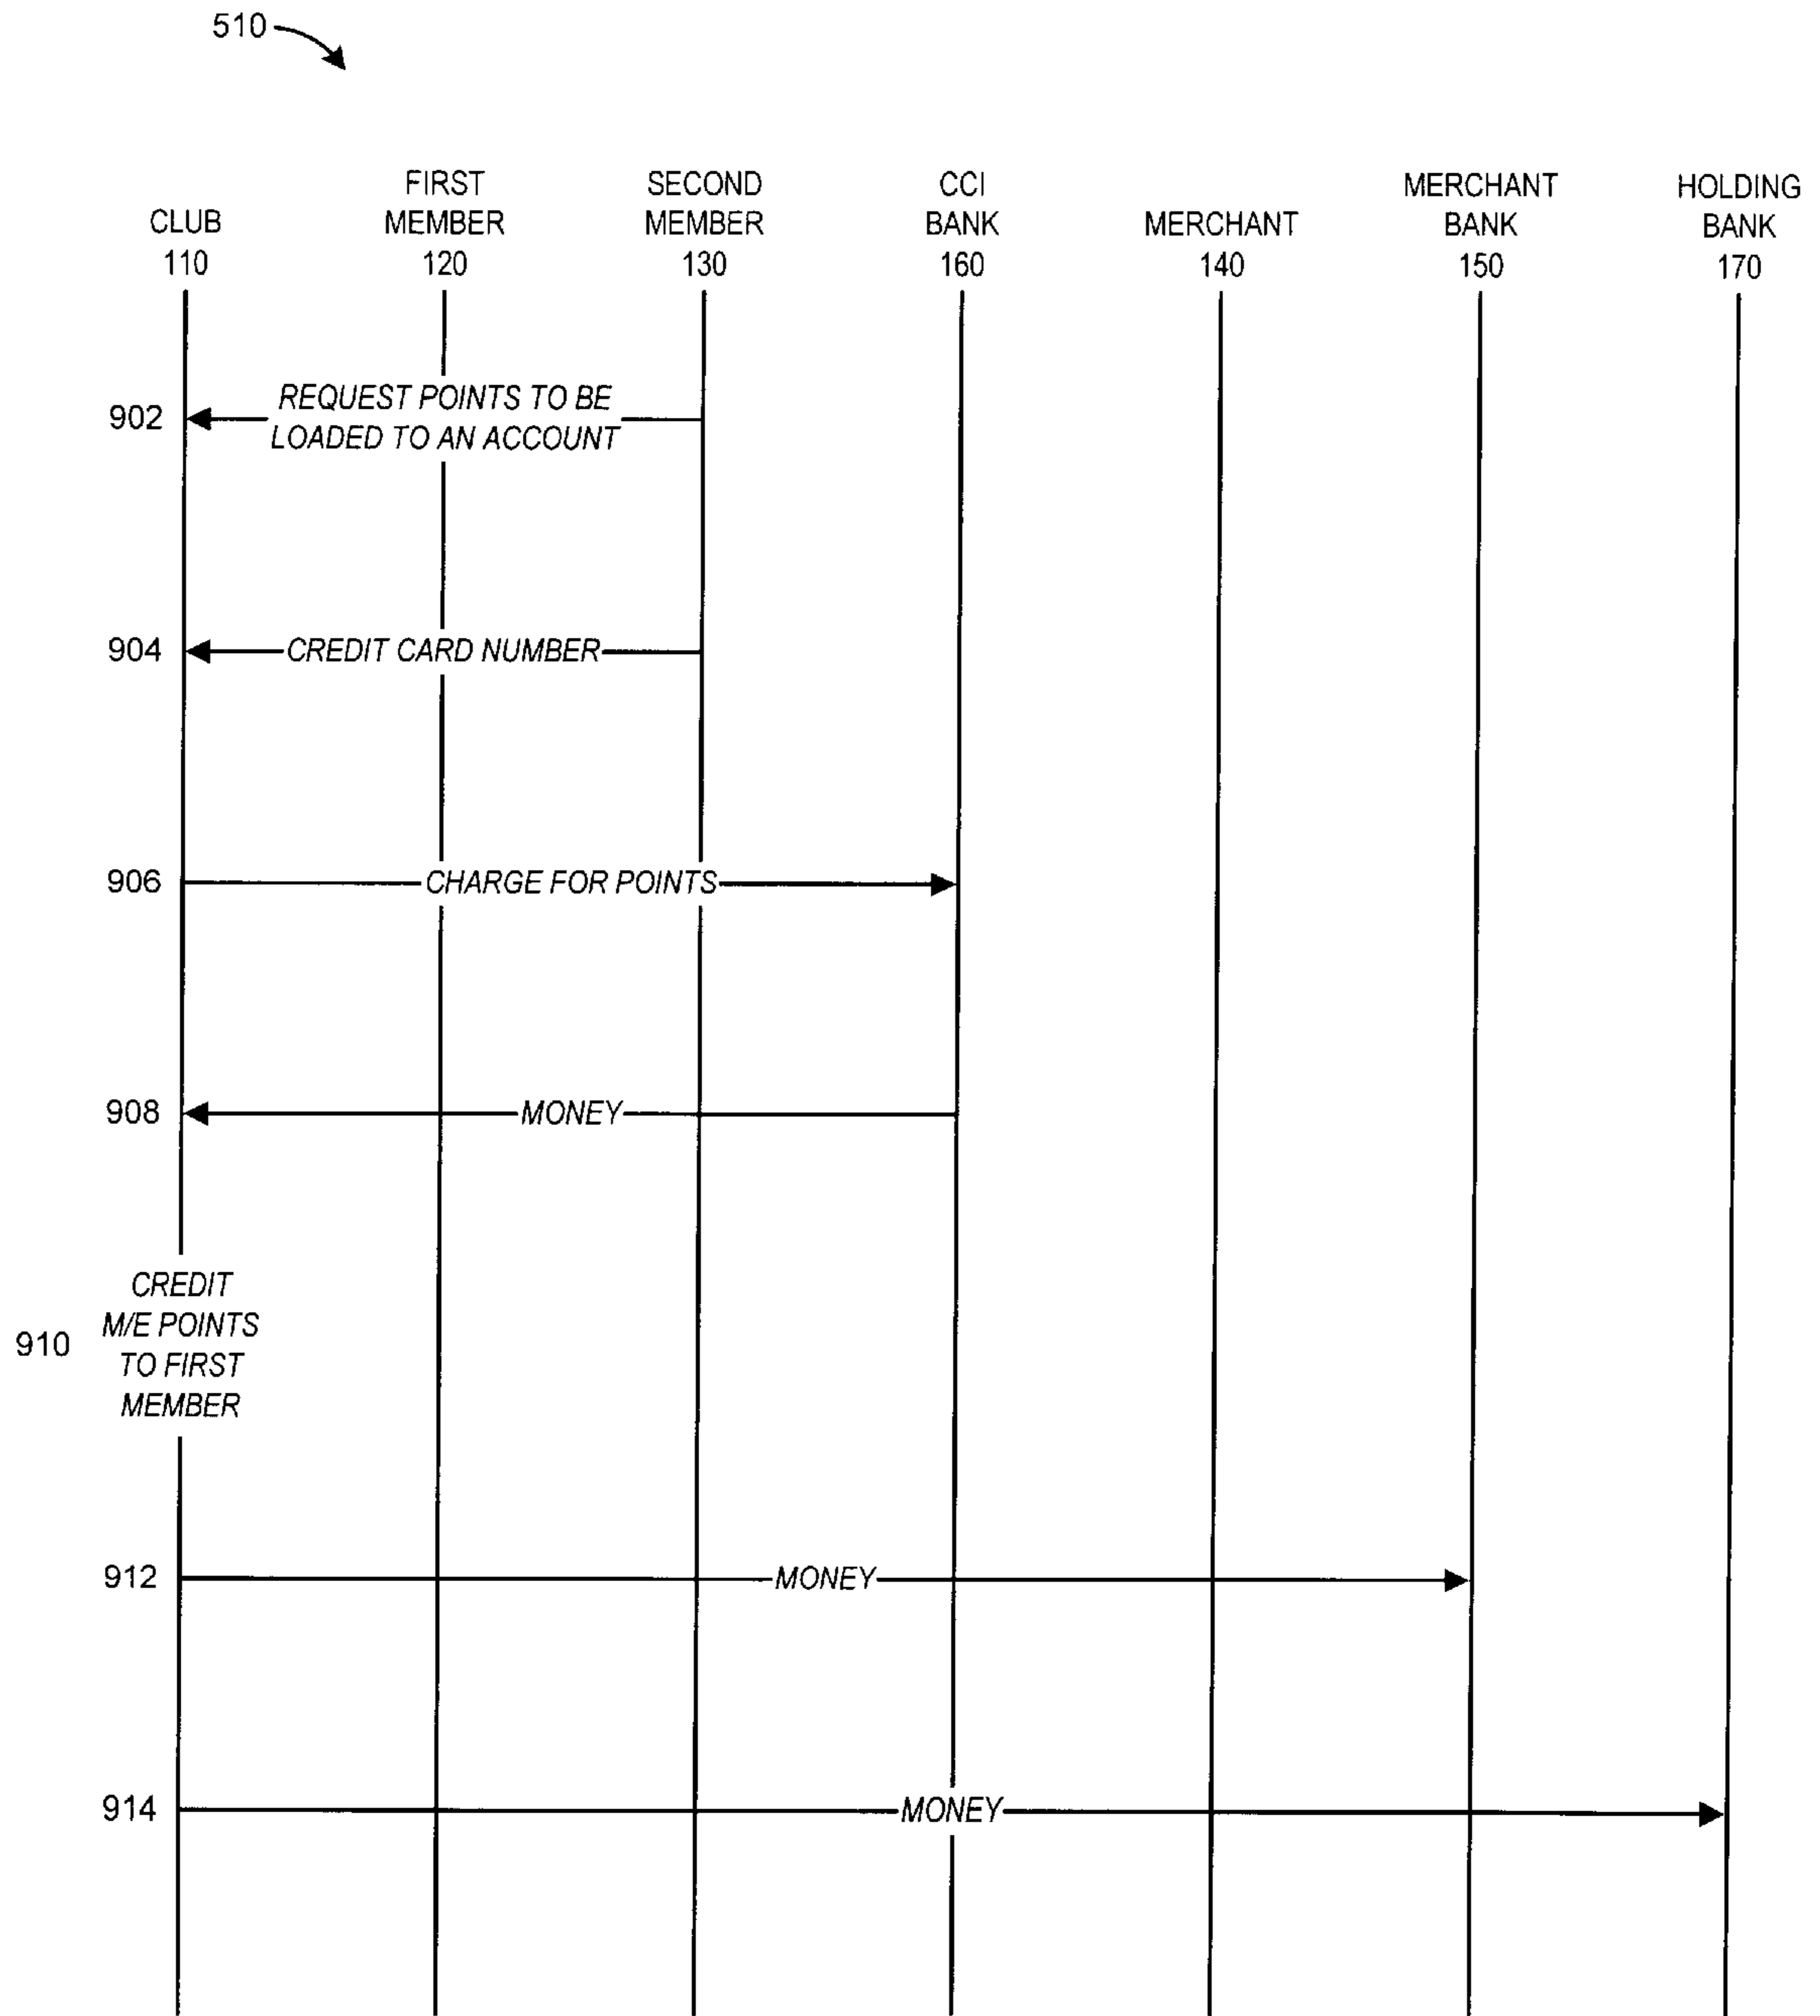 510
FIRST
MEMBER
SECOND
MEMBER
CCI
BANK
MERCHANT
BANK
HOLDING
BANK
CLUB
MERCHANT
110
120
130
160
140
150
170
902
REQUEST POINTS TO BE
LOADED TO AN ACCOUNT
904
CREDIT CARD NUMBER
906
CHARGE FOR POINTS
908
MONEY
910
CREDIT
M/E POINTS
TO FIRST
MEMBER
912
MONEY
914
MONEY